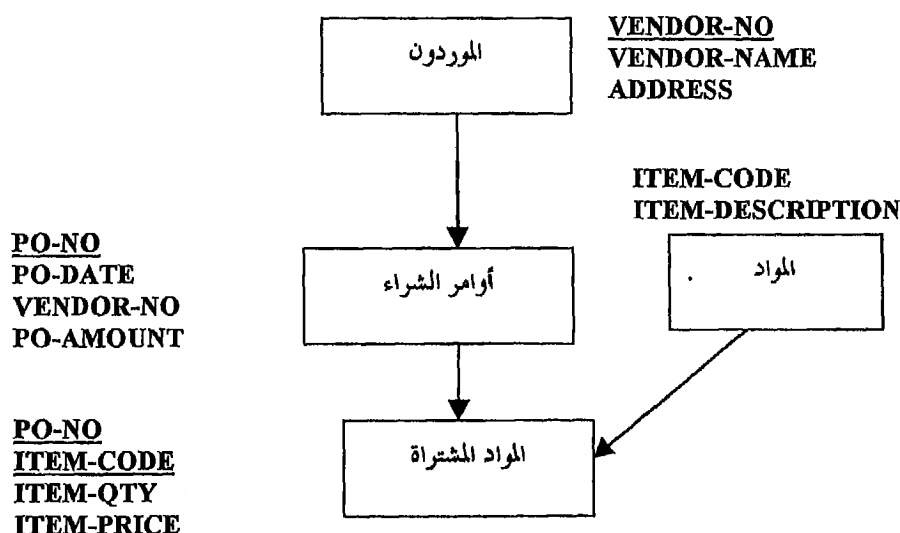 الموردون
VENDOR-NO
VENDOR-NAME
ADDRESS
ITEM-CODE
ITEM-DESCRIPTION
المواد
PO-NO
PO-DATE
VENDOR-NO
PO-AMOUNT
أوامر الشراء
PO-NO
ITEM-CODE
ITEM-QTY
ITEM-PRICE
المواد المشتراة